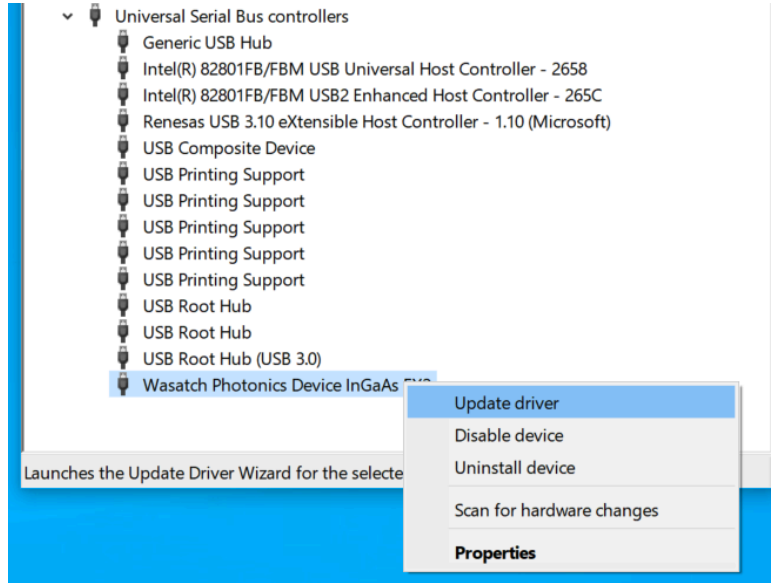 Universal Serial Bus controllers
Generic USB Hub
Intel(R) 82801FB/FBM USB Universal Host Controller - 2658
Intel(R) 82801FB/FBM USB2 Enhanced Host Controller - 265C
Renesas USB 3.10 eXtensible Host Controller - 1.10 (Microsoft)
USB Composite Device
USB Printing Support
USB Printing Support
USB Printing Support
USB Printing Support
USB Printing Support
USB Root Hub
USB Root Hub
USB Root Hub (USB 3.0)
Wasatch Photonics Device InGaAs
Update driver
Disable device
Uninstall device
Scan for hardware changes
Properties
Launches the Update Driver Wizard for the selecte